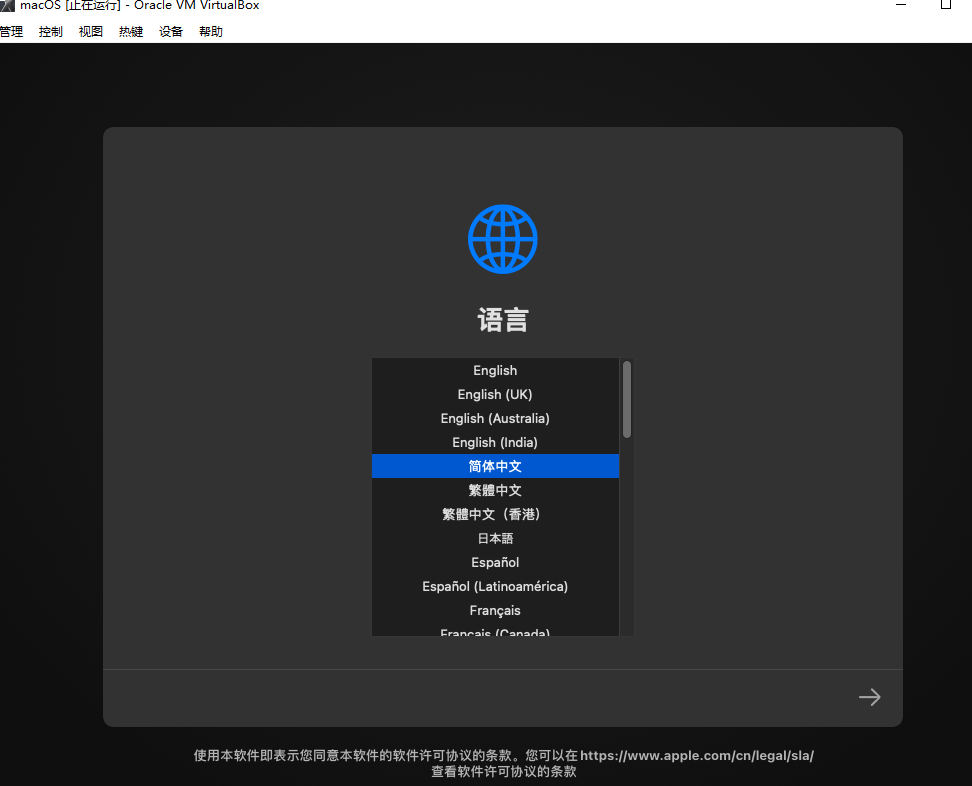 macOS [正在运行] - Oracle VM VirtualBox
管理 控制 视图 热键 设备 帮助
语言
English
English (UK)
English (Australia)
English (India)
简体中文
繁體中文
繁體中文（香港）
日本語
Español
Español (Latinoamérica)
Français
Français (Canada)
使用本软件即表示您同意本软件的软件许可协议的条款。您可以在 https://www.apple.com/cn/legal/sla/
查看软件许可协议的条款